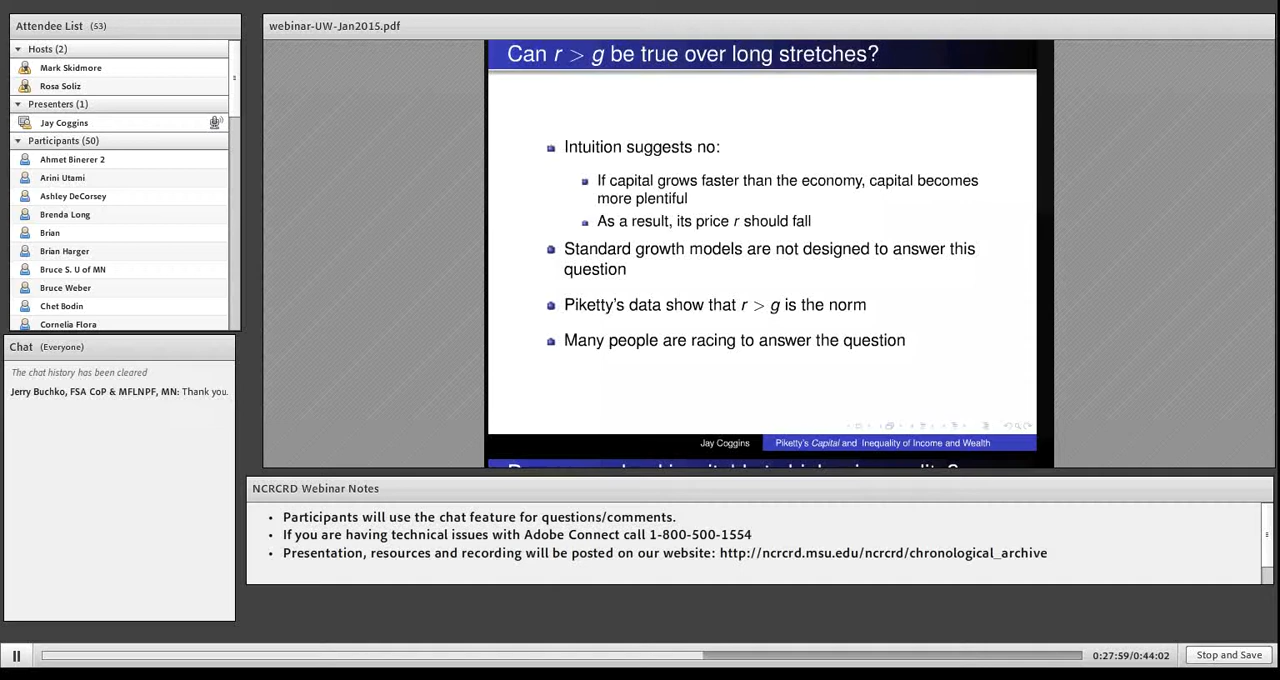 Attendee List (53)
Hosts (2)
Mark Skidmore
Rosa Soliz
Presenters (1)
Jay Coggins
Participants (50)
Ahmet Binerer 2
Arini Utami
Ashley DeCorsey
Brenda Long
Brian
Brian Harger
Bruce S. U of MN
Bruce Weber
Chet Bodin
Cornelia Flora
Chat (Everyone)
The chat history has been cleared
Jerry Buchko, FSA CoP & MFLNPF, MN: Thank you.
webinar-UW-Jan2015.pdf
Can r > g be true over long stretches?
Intuition suggests no:
If capital grows faster than the economy, capital becomes
more plentiful
As a result, its price r should fall
Standard growth models are not designed to answer this
question
Piketty's data show that r > g is the norm
Many people are racing to answer the question
Jay Coggins
Piketty's Capital and Inequality of Income and Wealth
NCRCRD Webinar Notes
• Participants will use the chat feature for questions/comments.
• If you are having technical issues with Adobe Connect call 1-800-500-1554
• Presentation, resources and recording will be posted on our website: http://ncrcrd.msu.edu/ncrcrd/chronological_archive
0:27:59/0:44:02
Stop and Save